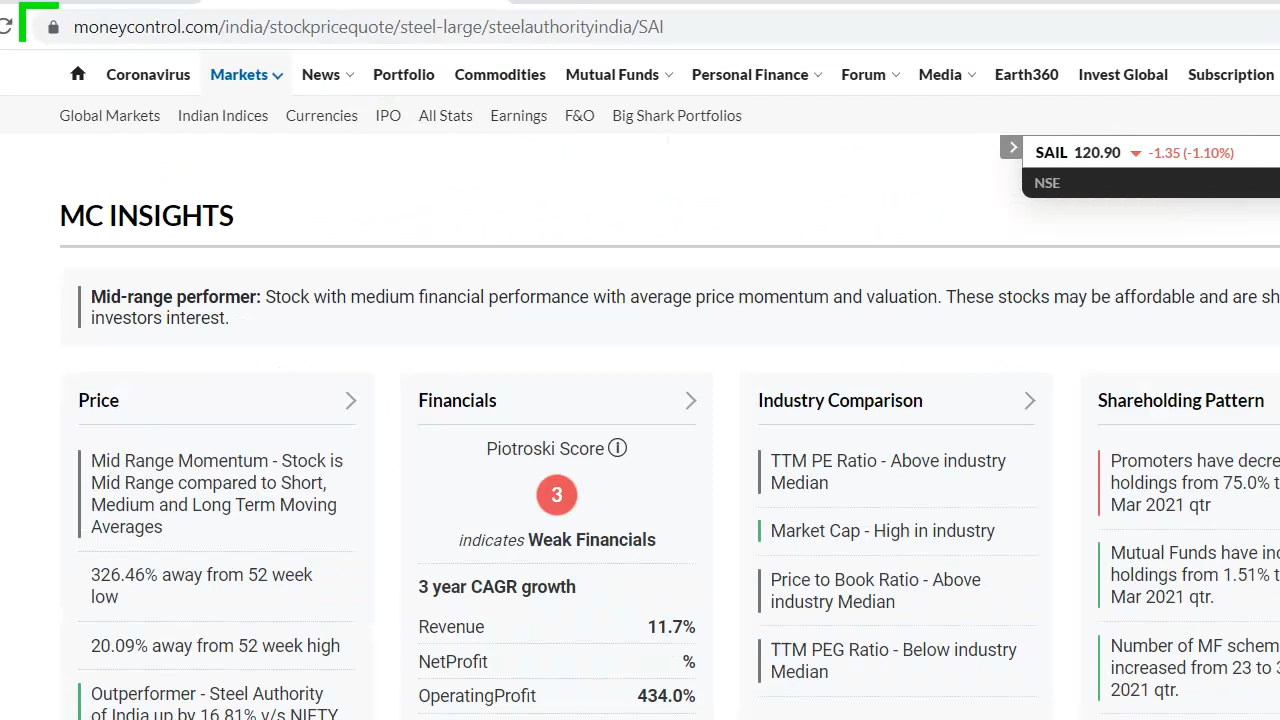 moneycontrol.com/india/stockpricequote/steel-large/steelauthorityindia/SAI
Coronavirus Markets News Portfolio Commodities Mutual Funds Personal Finance Forum Media Earth360 Invest Global Subscription
Global Markets Indian Indices Currencies IPO All Stats Earnings F&O Big Shark Portfolios
SAIL 120.90 -1.35 (-1.10%)
NSE
MC INSIGHTS
Mid-range performer: Stock with medium financial performance with average price momentum and valuation. These stocks may be affordable and are sh
investors interest.
Price
Mid Range Momentum - Stock is
Mid Range compared to Short,
Medium and Long Term Moving
Averages
326.46% away from 52 week
low
20.09% away from 52 week high
Outperformer - Steel Authority
of India up by 16.81% v/s NIFTY
Financials
Piotroski Score
3
indicates Weak Financials
3 year CAGR growth
Revenue 11.7%
NetProfit %
OperatingProfit 434.0%
Industry Comparison
TTM PE Ratio - Above industry
Median
Market Cap - High in industry
Price to Book Ratio - Above
industry Median
TTM PEG Ratio - Below industry
Median
Shareholding Pattern
Promoters have decre
holdings from 75.0% t
Mar 2021 qtr
Mutual Funds have inc
holdings from 1.51% t
Mar 2021 qtr.
Number of MF schem
increased from 23 to 3
2021 qtr.